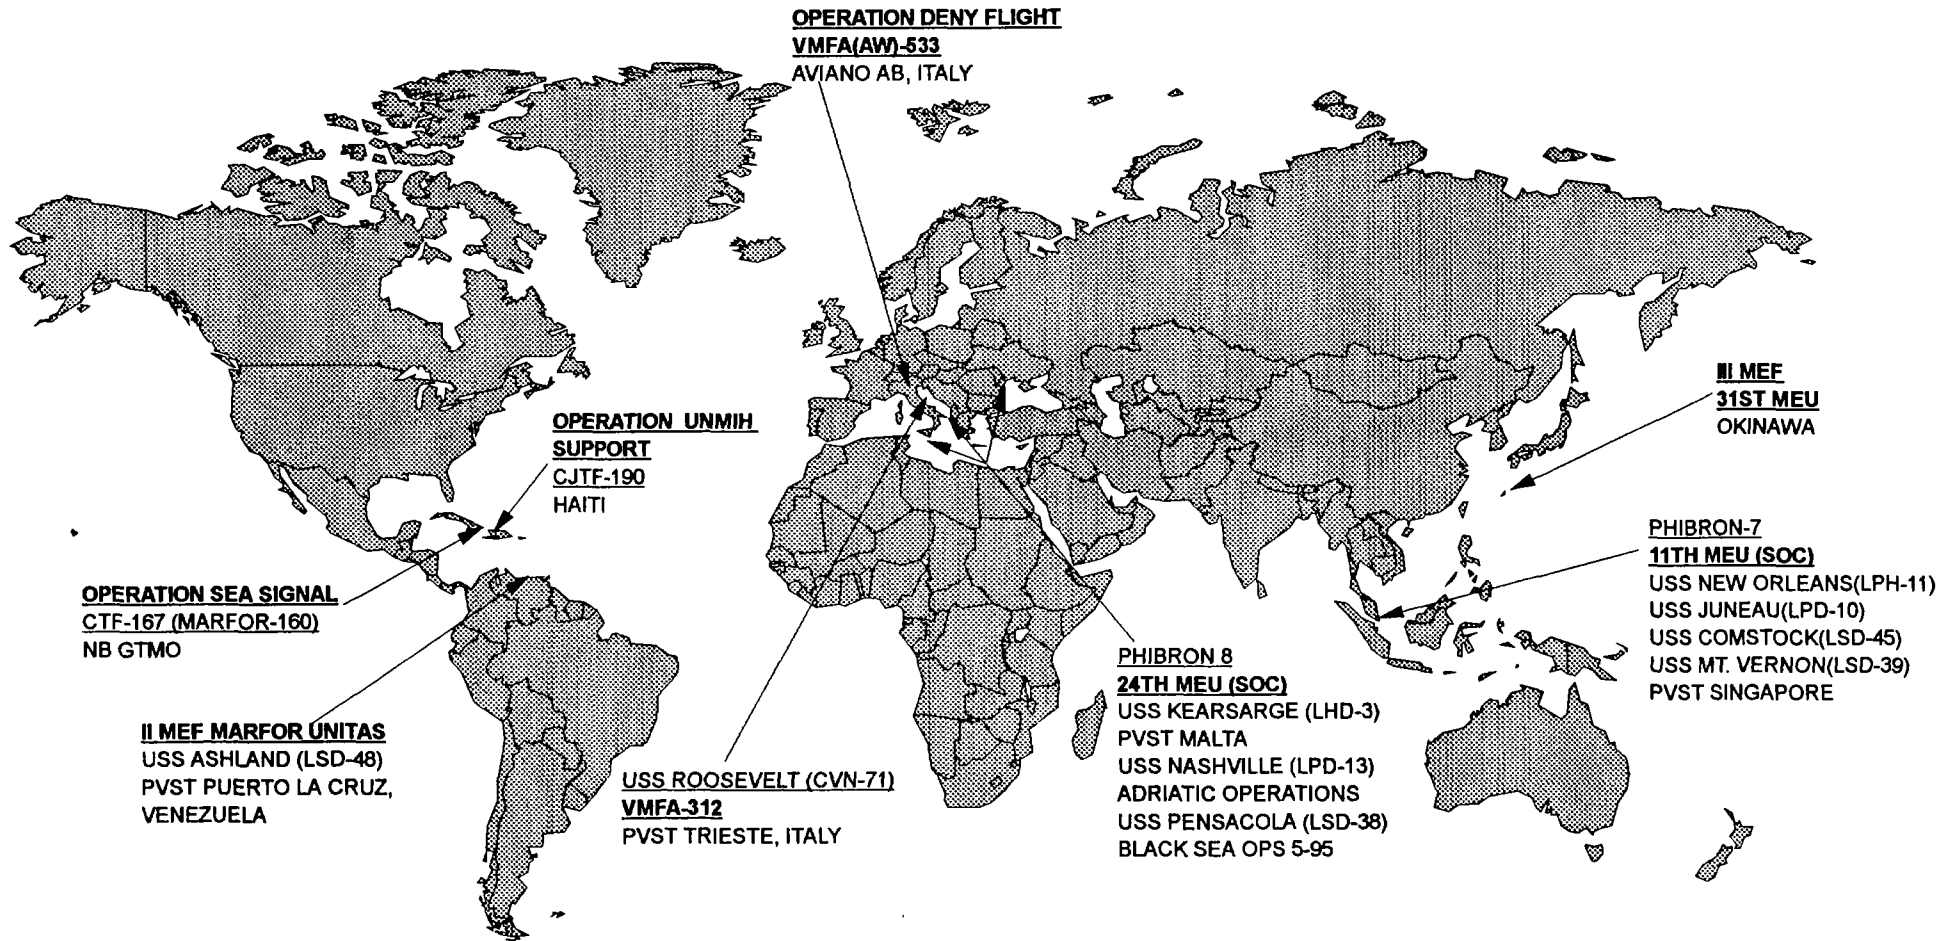 OPERATION DENY FLIGHT
VMFA(AW)-533
AVIANO AB, ITALY
III MEF
31ST MEU
OKINAWA
OPERATION UNMIH
SUPPORT
CJTF-190
HAITI
PHIBRON-7
11TH MEU (SOC)
USS NEW ORLEANS(LPH-11)
USS JUNEAU(LPD-10)
USS COMSTOCK(LSD-45)
USS MT. VERNON(LSD-39)
PVST SINGAPORE
OPERATION SEA SIGNAL
CTF-167 (MARFOR-160)
NB GTMO
PHIBRON 8
24TH MEU (SOC)
USS KEARSARGE (LHD-3)
PVST MALTA
USS NASHVILLE (LPD-13)
ADRIATIC OPERATIONS
USS PENSACOLA (LSD-38)
BLACK SEA OPS 5-95
II MEF MARFOR UNITAS
USS ASHLAND (LSD-48)
PVST PUERTO LA CRUZ,
VENEZUELA
USS ROOSEVELT (CVN-71)
VMFA-312
PVST TRIESTE, ITALY